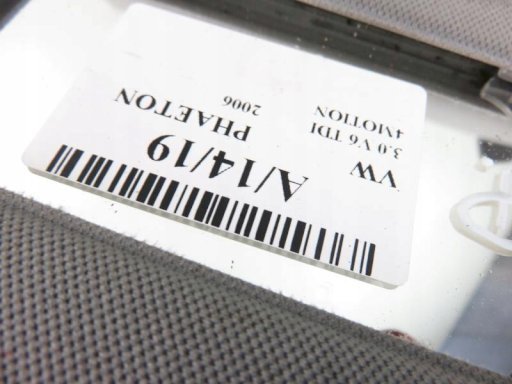 A/14/19
VW PHAETON
3.0 V6 TDI 2006
4MOTION